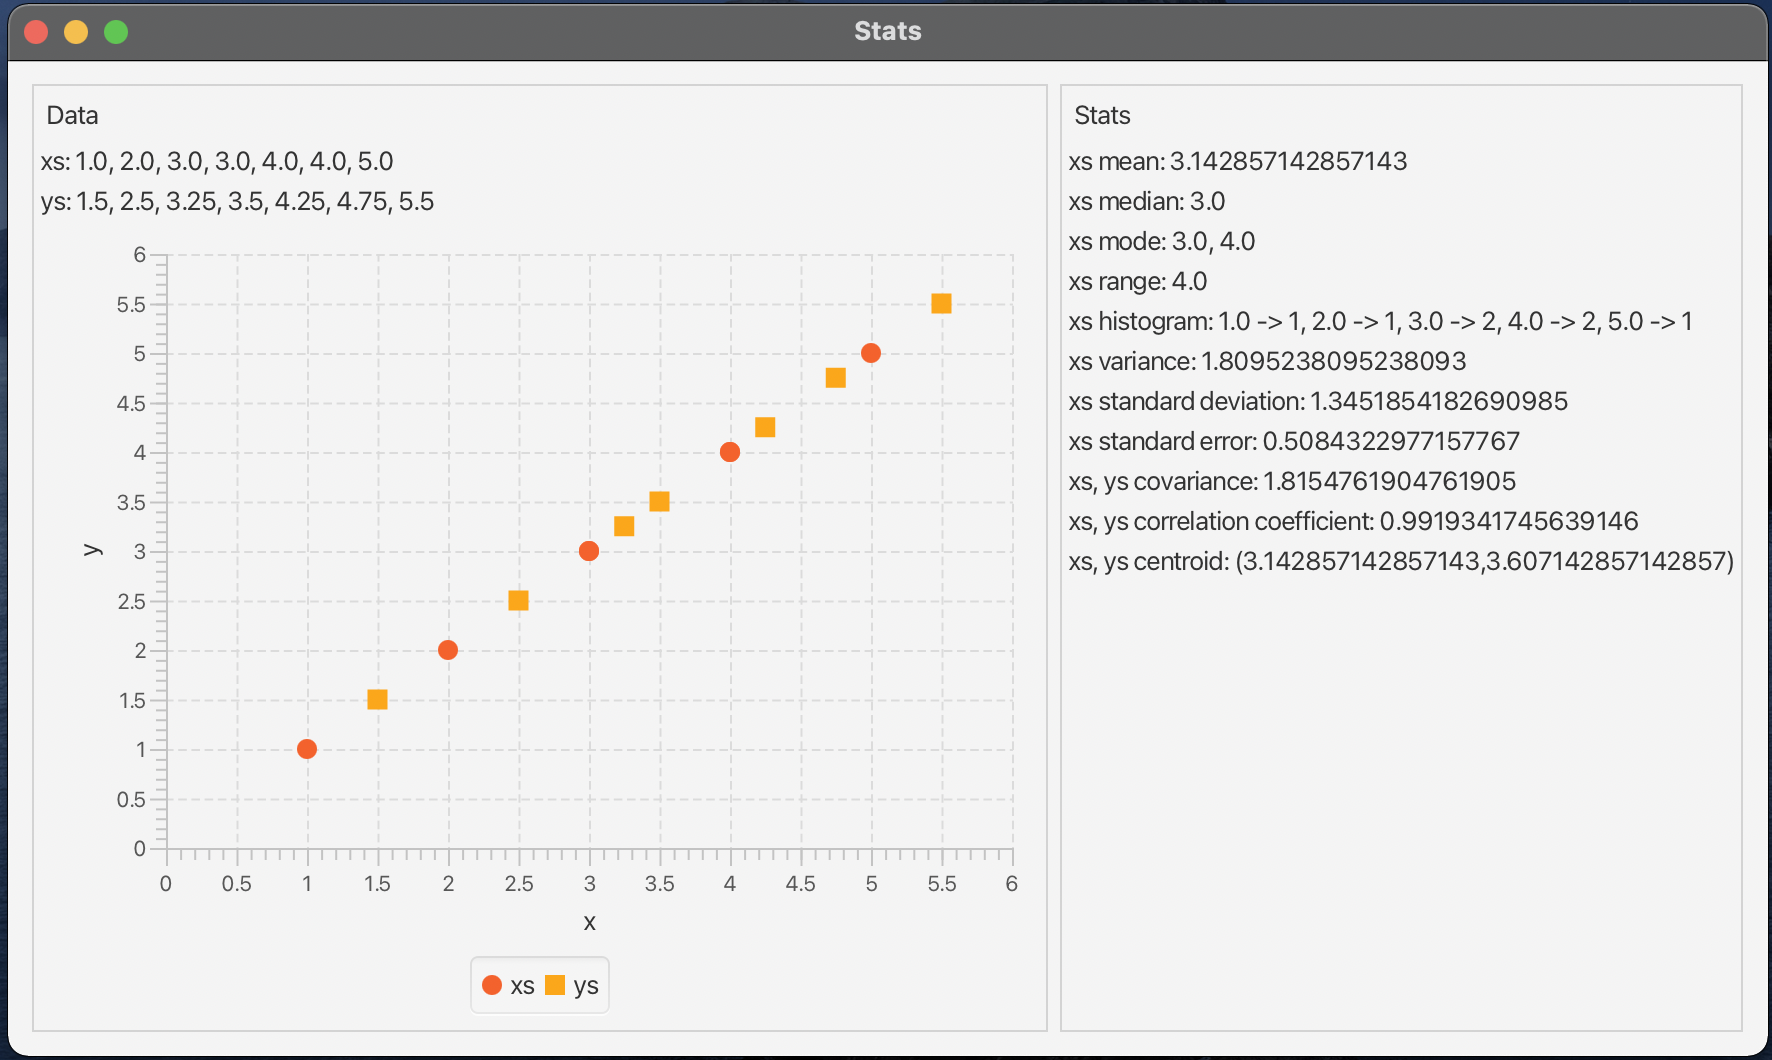 Stats
Data
xs: 1.0, 2.0, 3.0, 3.0, 4.0, 4.0, 5.0
ys: 1.5, 2.5, 3.25, 3.5, 4.25, 4.75, 5.5
6
5.5
5
4.5
4
3.5
3
2.5
2
1.5
1
0.5
0
y
0 0.5 1 1.5 2 2.5 3 3.5 4 4.5 5 5.5 6
x
xs ys
Stats
xs mean: 3.142857142857143
xs median: 3.0
xs mode: 3.0, 4.0
xs range: 4.0
xs histogram: 1.0 -> 1, 2.0 -> 1, 3.0 -> 2, 4.0 -> 2, 5.0 -> 1
xs variance: 1.8095238095238093
xs standard deviation: 1.3451854182690985
xs standard error: 0.5084322977157767
xs, ys covariance: 1.8154761904761905
xs, ys correlation coefficient: 0.9919341745639146
xs, ys centroid: (3.142857142857143,3.607142857142857)